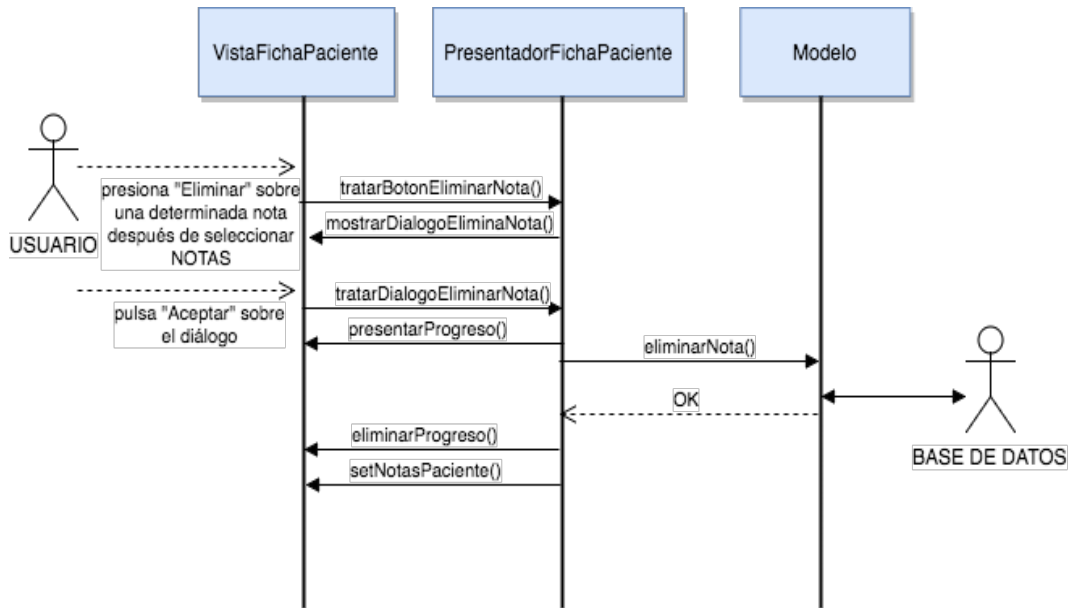 VistaFichaPaciente
PresentadorFichaPaciente
Modelo
USUARIO
presiona "Eliminar" sobre
una determinada nota
después de seleccionar
NOTAS
tratarBotonEliminarNota()
mostrarDialogoEliminaNota()
pulsa "Aceptar" sobre
el diálogo
tratarDialogoEliminarNota()
presentarProgreso()
eliminarNota()
OK
BASE DE DATOS
eliminarProgreso()
setNotasPaciente()